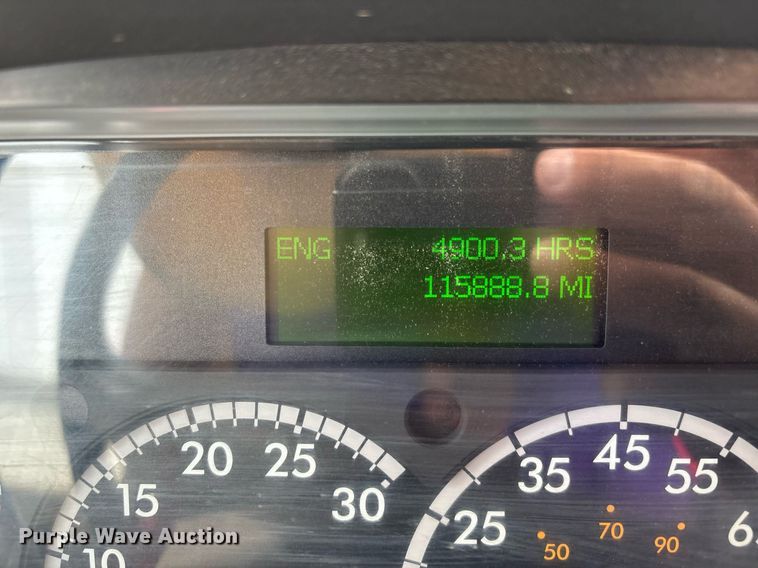 ENG 4900.3 HRS
115888.8 MI
10 15 20 25 30
25 35 45 55
50 70 90
Purple Wave Auction